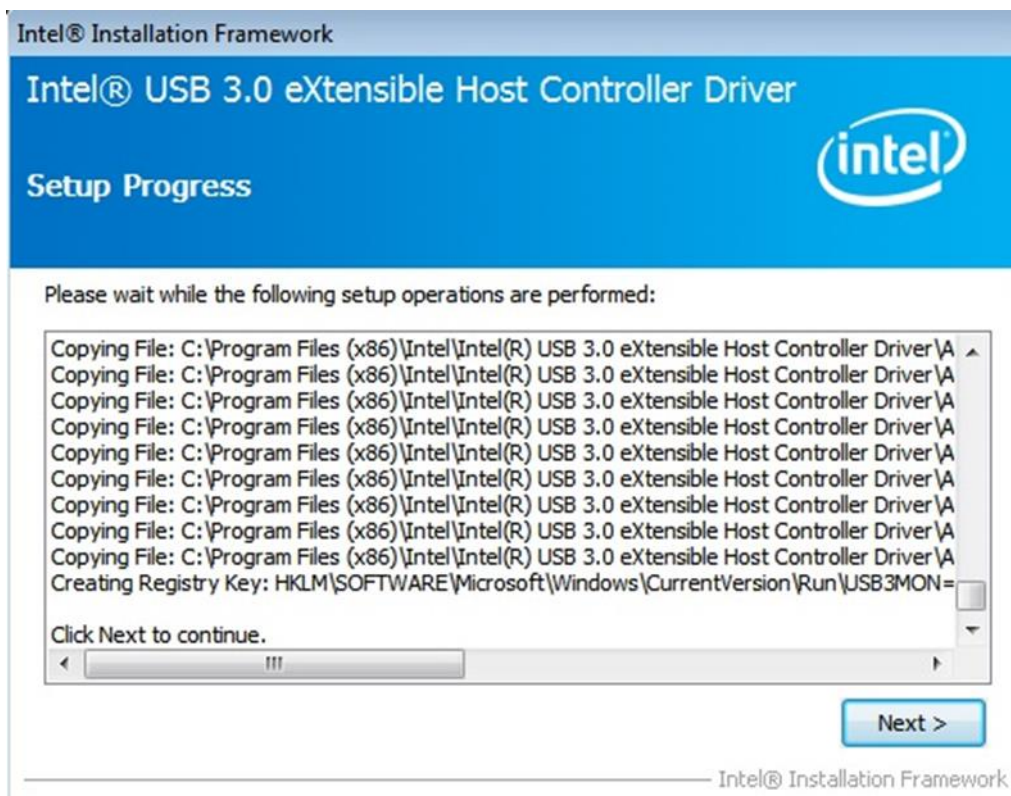 Intel® Installation Framework
Intel® USB 3.0 eXtensible Host Controller Driver
intel
Setup Progress
Please wait while the following setup operations are performed:
Copying File: C:\Program Files (x86)\Intel\Intel(R) USB 3.0 eXtensible Host Controller Driver\A
Copying File: C:\Program Files (x86)\Intel\Intel(R) USB 3.0 eXtensible Host Controller Driver\A
Copying File: C:\Program Files (x86)\Intel\Intel(R) USB 3.0 eXtensible Host Controller Driver\A
Copying File: C:\Program Files (x86)\Intel\Intel(R) USB 3.0 eXtensible Host Controller Driver\A
Copying File: C:\Program Files (x86)\Intel\Intel(R) USB 3.0 eXtensible Host Controller Driver\A
Copying File: C:\Program Files (x86)\Intel\Intel(R) USB 3.0 eXtensible Host Controller Driver\A
Copying File: C:\Program Files (x86)\Intel\Intel(R) USB 3.0 eXtensible Host Controller Driver\A
Copying File: C:\Program Files (x86)\Intel\Intel(R) USB 3.0 eXtensible Host Controller Driver\A
Copying File: C:\Program Files (x86)\Intel\Intel(R) USB 3.0 eXtensible Host Controller Driver\A
Creating Registry Key: HKLM\SOFTWARE\Microsoft\Windows\CurrentVersion\Run\USB3MON=
Click Next to continue.
Next >
Intel® Installation Framework